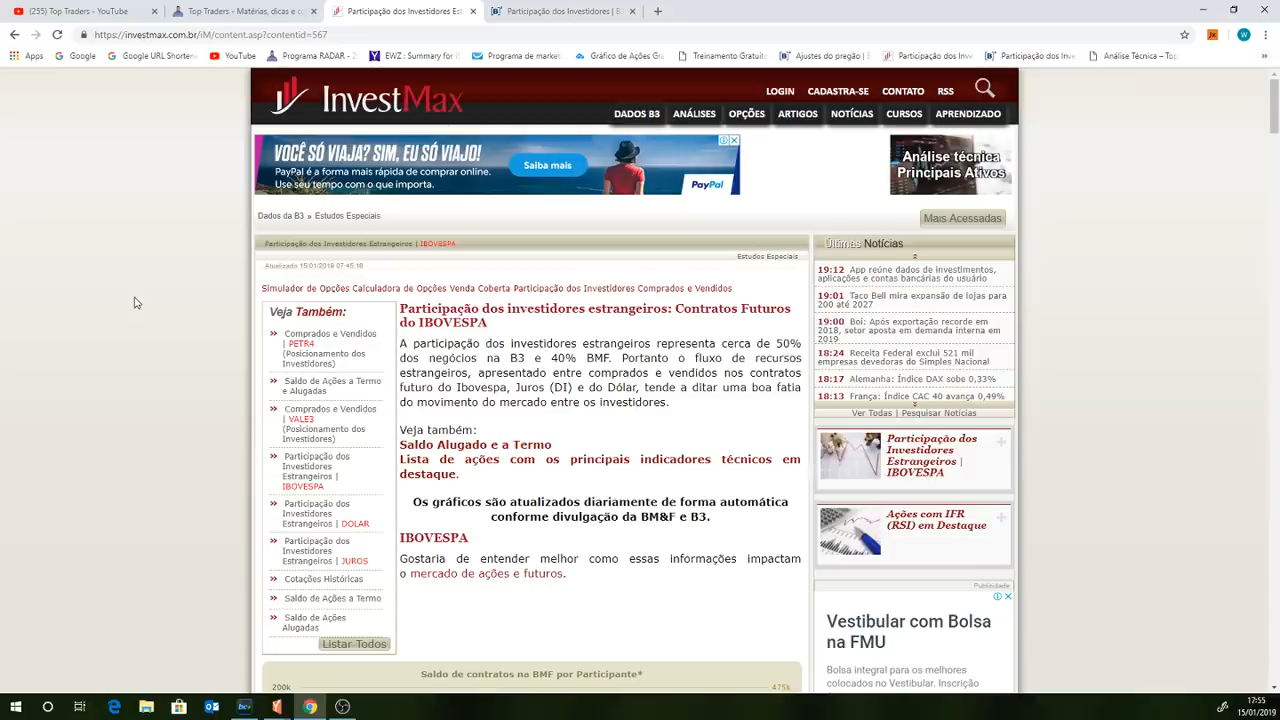 (255) Top Traders - YouTube
Top Traders - Matérias, dicas e c
Participação dos Investidores Est
Participação dos Investidores | B3
https://investmax.com.br/iM/content.asp?contentid=567
W
Apps
Google
Google URL Shorten
YouTube
Programa RADAR - 2
EWZ : Summary for i
Programa de market
Gráfico de Ações Gra
Treinamento Gratuito
Ajustes do pregão |
Participação dos Inve
Participação dos Inve
Análise Técnica – Top
InvestMax
LOGIN CADASTRA-SE CONTATO RSS
DADOS B3 ANÁLISES OPÇÕES ARTIGOS NOTÍCIAS CURSOS APRENDIZADO
VOCÊ SÓ VIAJA? SIM, EU SÓ VIAJO!
PayPal é a forma mais rápida de comprar online.
Use seu tempo com o que importa.
Saiba mais
PayPal
Análise técnica
Principais Ativos
Dados da B3 » Estudos Especiais
Mais Acessadas
Participação dos Investidores Estrangeiros | IBOVESPA
Estudos Especiais
Atualizado 15/01/2019 07:45:16
Simulador de Opções Calculadora de Opções Venda Coberta Participação dos Investidores Comprados e Vendidos
Veja Também:
Comprados e Vendidos
| PETR4
(Posicionamento dos
Investidores)
Saldo de Ações a Termo
e Alugadas
Comprados e Vendidos
| VALE3
(Posicionamento dos
Investidores)
Participação dos
Investidores
Estrangeiros |
IBOVESPA
Participação dos
Investidores
Estrangeiros | DOLAR
Participação dos
Investidores
Estrangeiros | JUROS
Cotações Históricas
Saldo de Ações a Termo
Saldo de Ações
Alugadas
Listar Todos
Participação dos investidores estrangeiros: Contratos Futuros
do IBOVESPA
A participação dos investidores estrangeiros representa cerca de 50%
dos negócios na B3 e 40% BMF. Portanto o fluxo de recursos
estrangeiros, apresentado entre comprados e vendidos nos contratos
futuro do Ibovespa, Juros (DI) e do Dólar, tende a ditar uma boa fatia
do movimento do mercado entre os investidores.
Veja também:
Saldo Alugado e a Termo
Lista de ações com os principais indicadores técnicos em
destaque.
Os gráficos são atualizados diariamente de forma automática
conforme divulgação da BM&F e B3.
IBOVESPA
Gostaria de entender melhor como essas informações impactam
o mercado de ações e futuros.
Saldo de contratos na BMF por Participante*
200k
475k
Últimas Notícias
19:12 App reúne dados de investimentos,
aplicações e contas bancárias do usuário
19:01 Taco Bell mira expansão de lojas para
200 até 2027
19:00 Boi: Após exportação recorde em
2018, setor aposta em demanda interna em
2019
18:24 Receita Federal exclui 521 mil
empresas devedoras do Simples Nacional
18:17 Alemanha: Índice DAX sobe 0,33%
18:13 França: Índice CAC 40 avança 0,49%
Ver Todas | Pesquisar Notícias
Participação dos
Investidores
Estrangeiros |
IBOVESPA
Ações com IFR
(RSI) em Destaque
Publicidade
Vestibular com Bolsa
na FMU
Bolsa integral para os melhores
colocados no Vestibular. Inscrição
17:55
15/01/2019